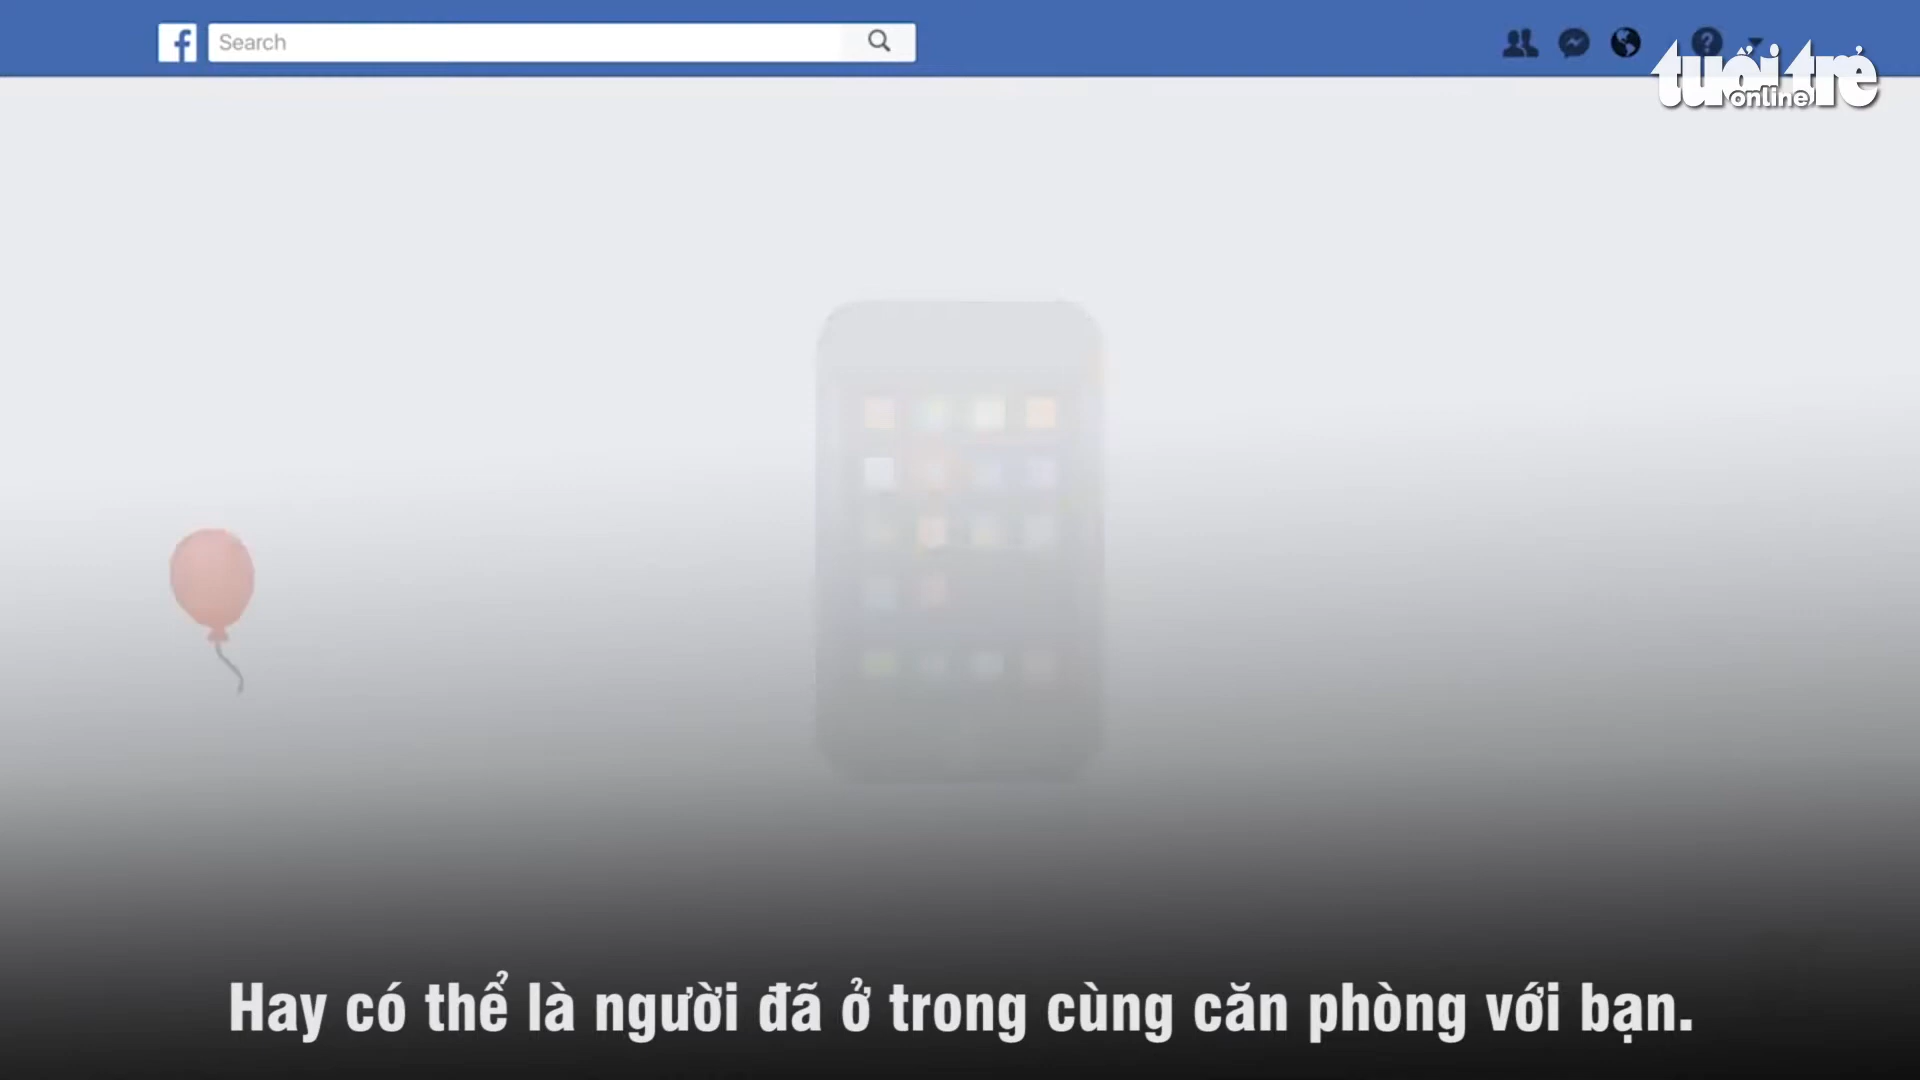 Search
tuổi trẻ
online
Hay có thể là người đã ở trong cùng căn phòng với bạn.